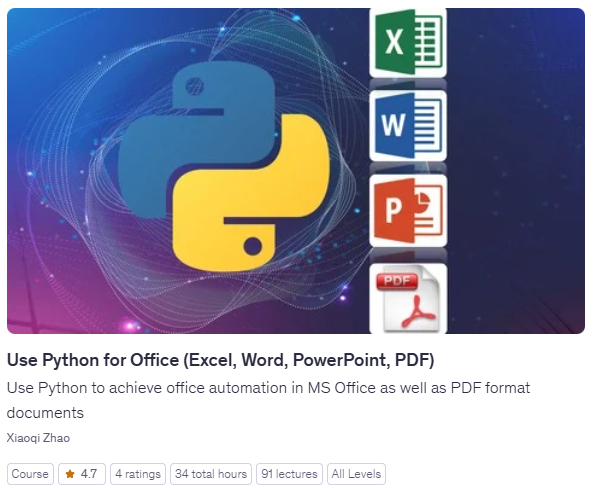 X
W
P
PDF
Use Python for Office (Excel, Word, PowerPoint, PDF)
Use Python to achieve office automation in MS Office as well as PDF format
documents
Xiaoqi Zhao
Course
4.7
4 ratings
34 total hours
91 lectures
All Levels